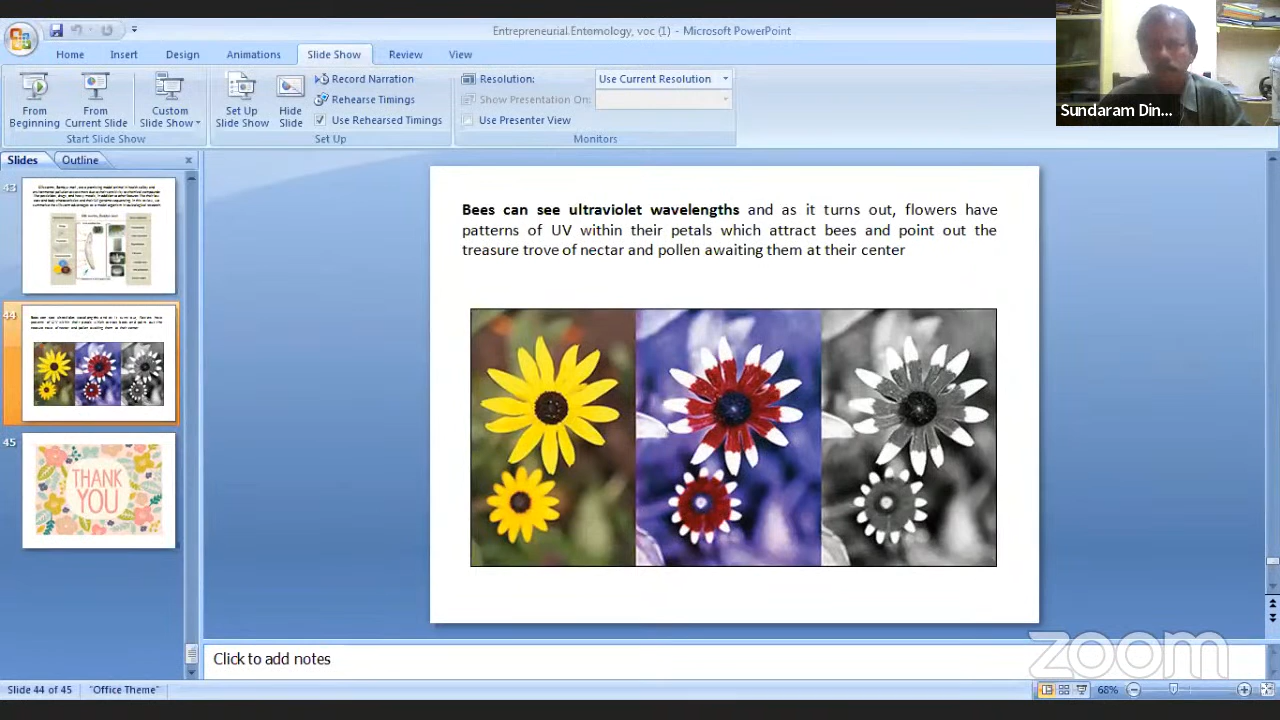 Entrepreneurial Entomology, voc (1) - Microsoft PowerPoint
Home Insert Design Animations Slide Show Review View
From Beginning
From Current Slide
Custom Slide Show
Start Slide Show
Set Up Slide Show
Hide Slide
Record Narration
Rehearse Timings
Use Rehearsed Timings
Set Up
Resolution: Use Current Resolution
Show Presentation On:
Use Presenter View
Monitors
Sundaram Din...
Slides Outline
43
44
45
THANK
YOU
Bees can see ultraviolet wavelengths and as it turns out, flowers have
patterns of UV within their petals which attract bees and point out the
treasure trove of nectar and pollen awaiting them at their center
Click to add notes
zoom
Slide 44 of 45 "Office Theme" 68%